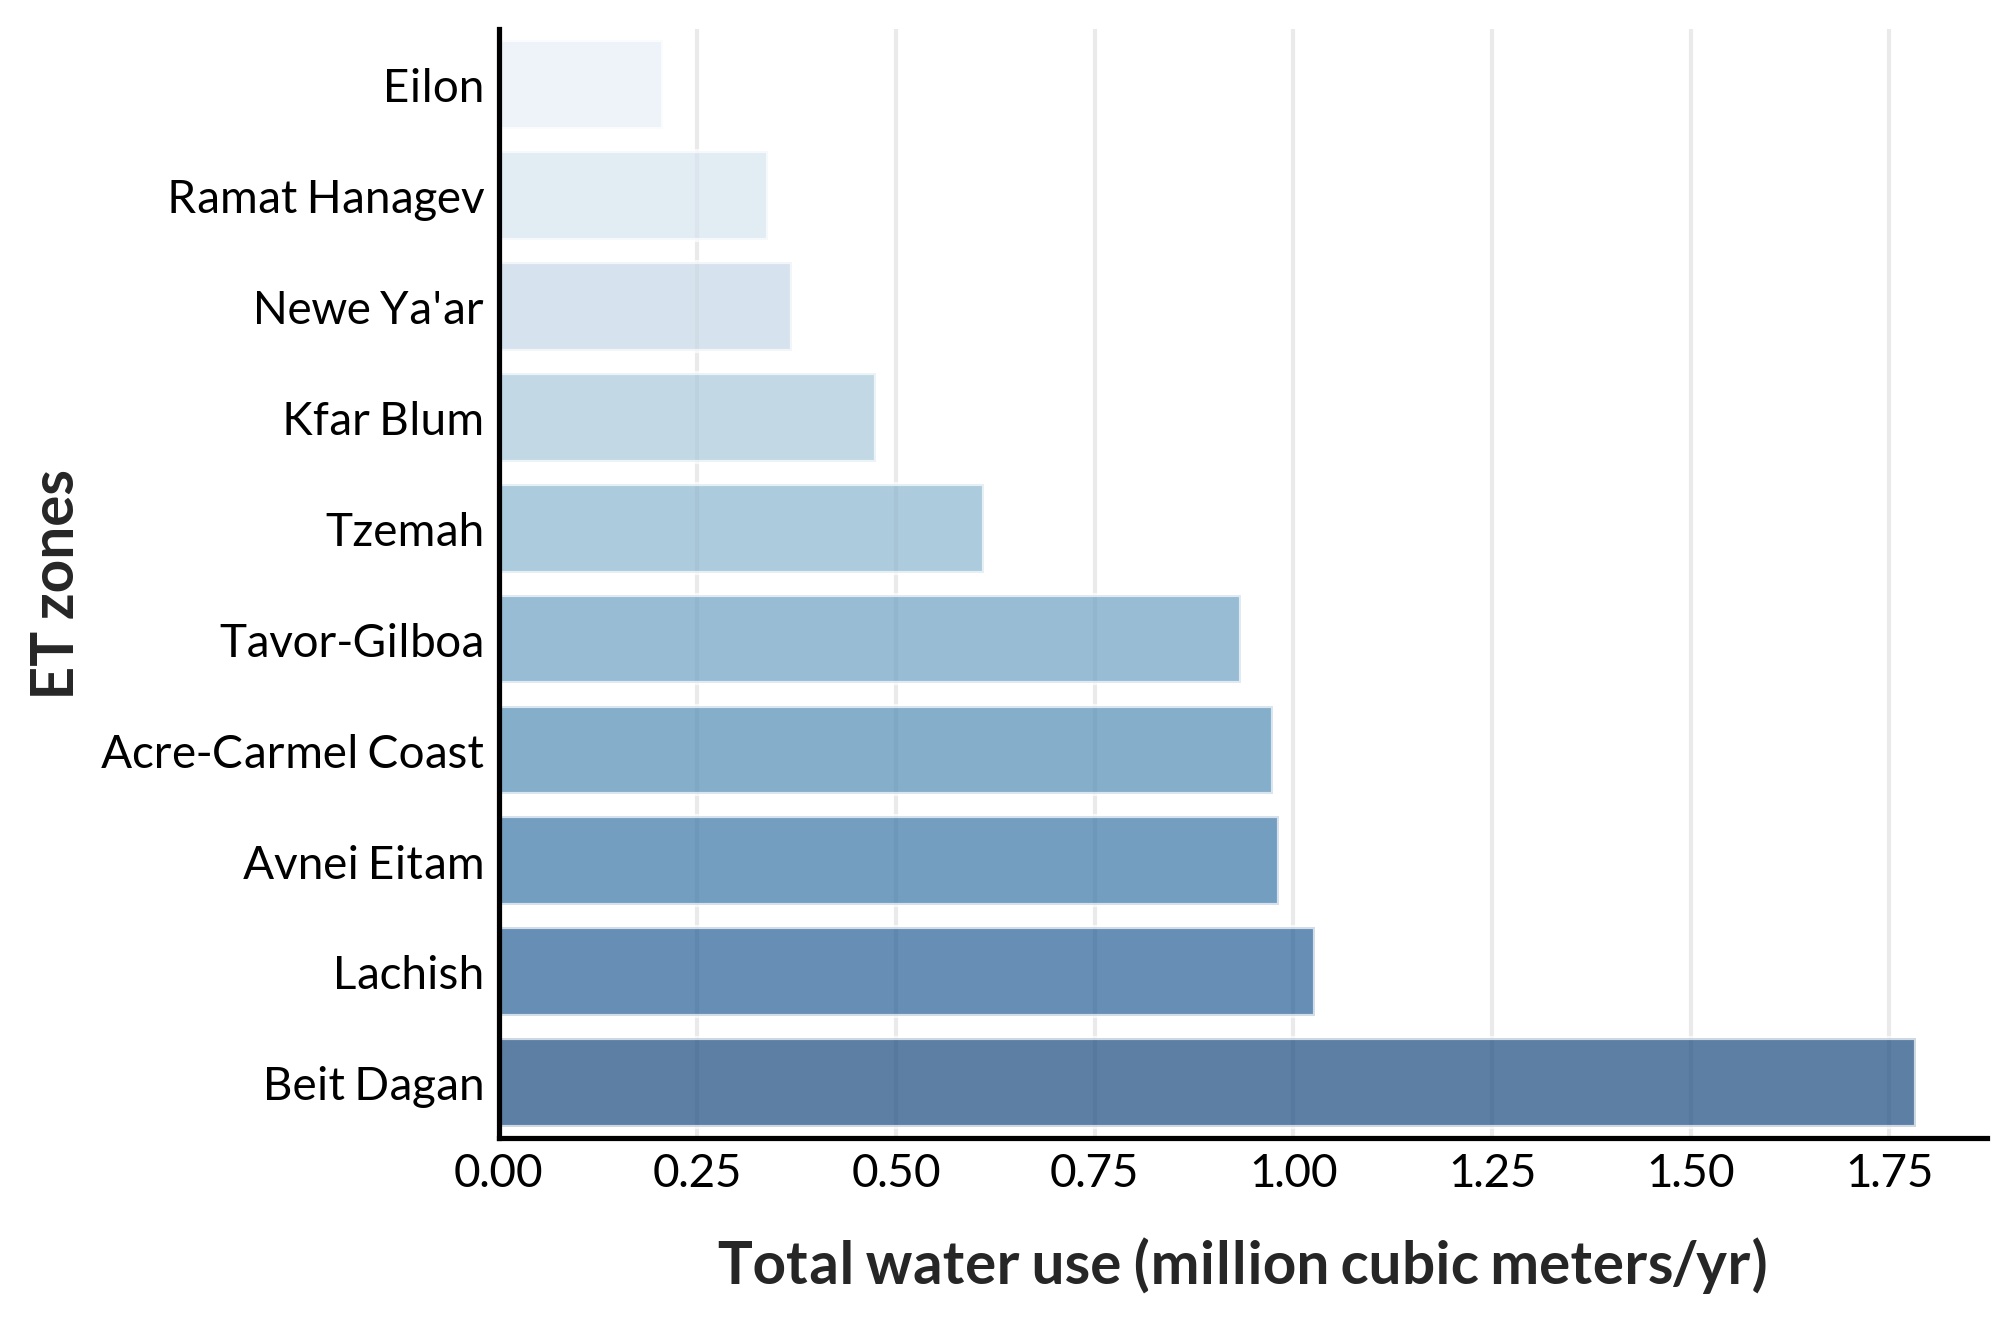 Eilon
Ramat Hanagev
Newe Ya'ar
Kfar Blum
Tzemah
Tavor-Gilboa
Acre-Carmel Coast
Avnei Eitam
Lachish
Beit Dagan
ET zones
0.00 0.25 0.50 0.75 1.00 1.25 1.50 1.75
Total water use (million cubic meters/yr)